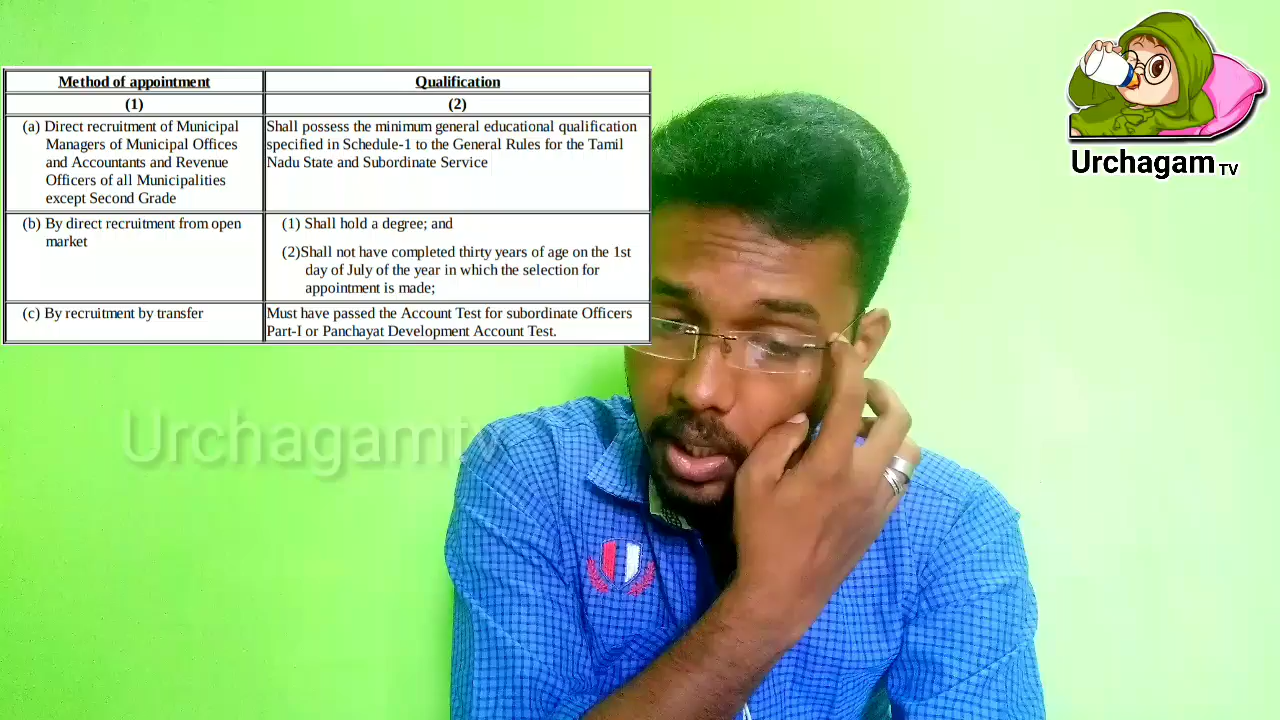 Method of appointment
Qualification
(1)
(2)
(a) Direct recruitment of Municipal
Managers of Municipal Offices
and Accountants and Revenue
Officers of all Municipalities
except Second Grade
Shall possess the minimum general educational qualification
specified in Schedule-1 to the General Rules for the Tamil
Nadu State and Subordinate Service
(b) By direct recruitment from open
market
(1) Shall hold a degree; and
(2)Shall not have completed thirty years of age on the 1st
day of July of the year in which the selection for
appointment is made;
(c) By recruitment by transfer
Must have passed the Account Test for subordinate Officers
Part-I or Panchayat Development Account Test.
Urchagam TV
Urchagamtv